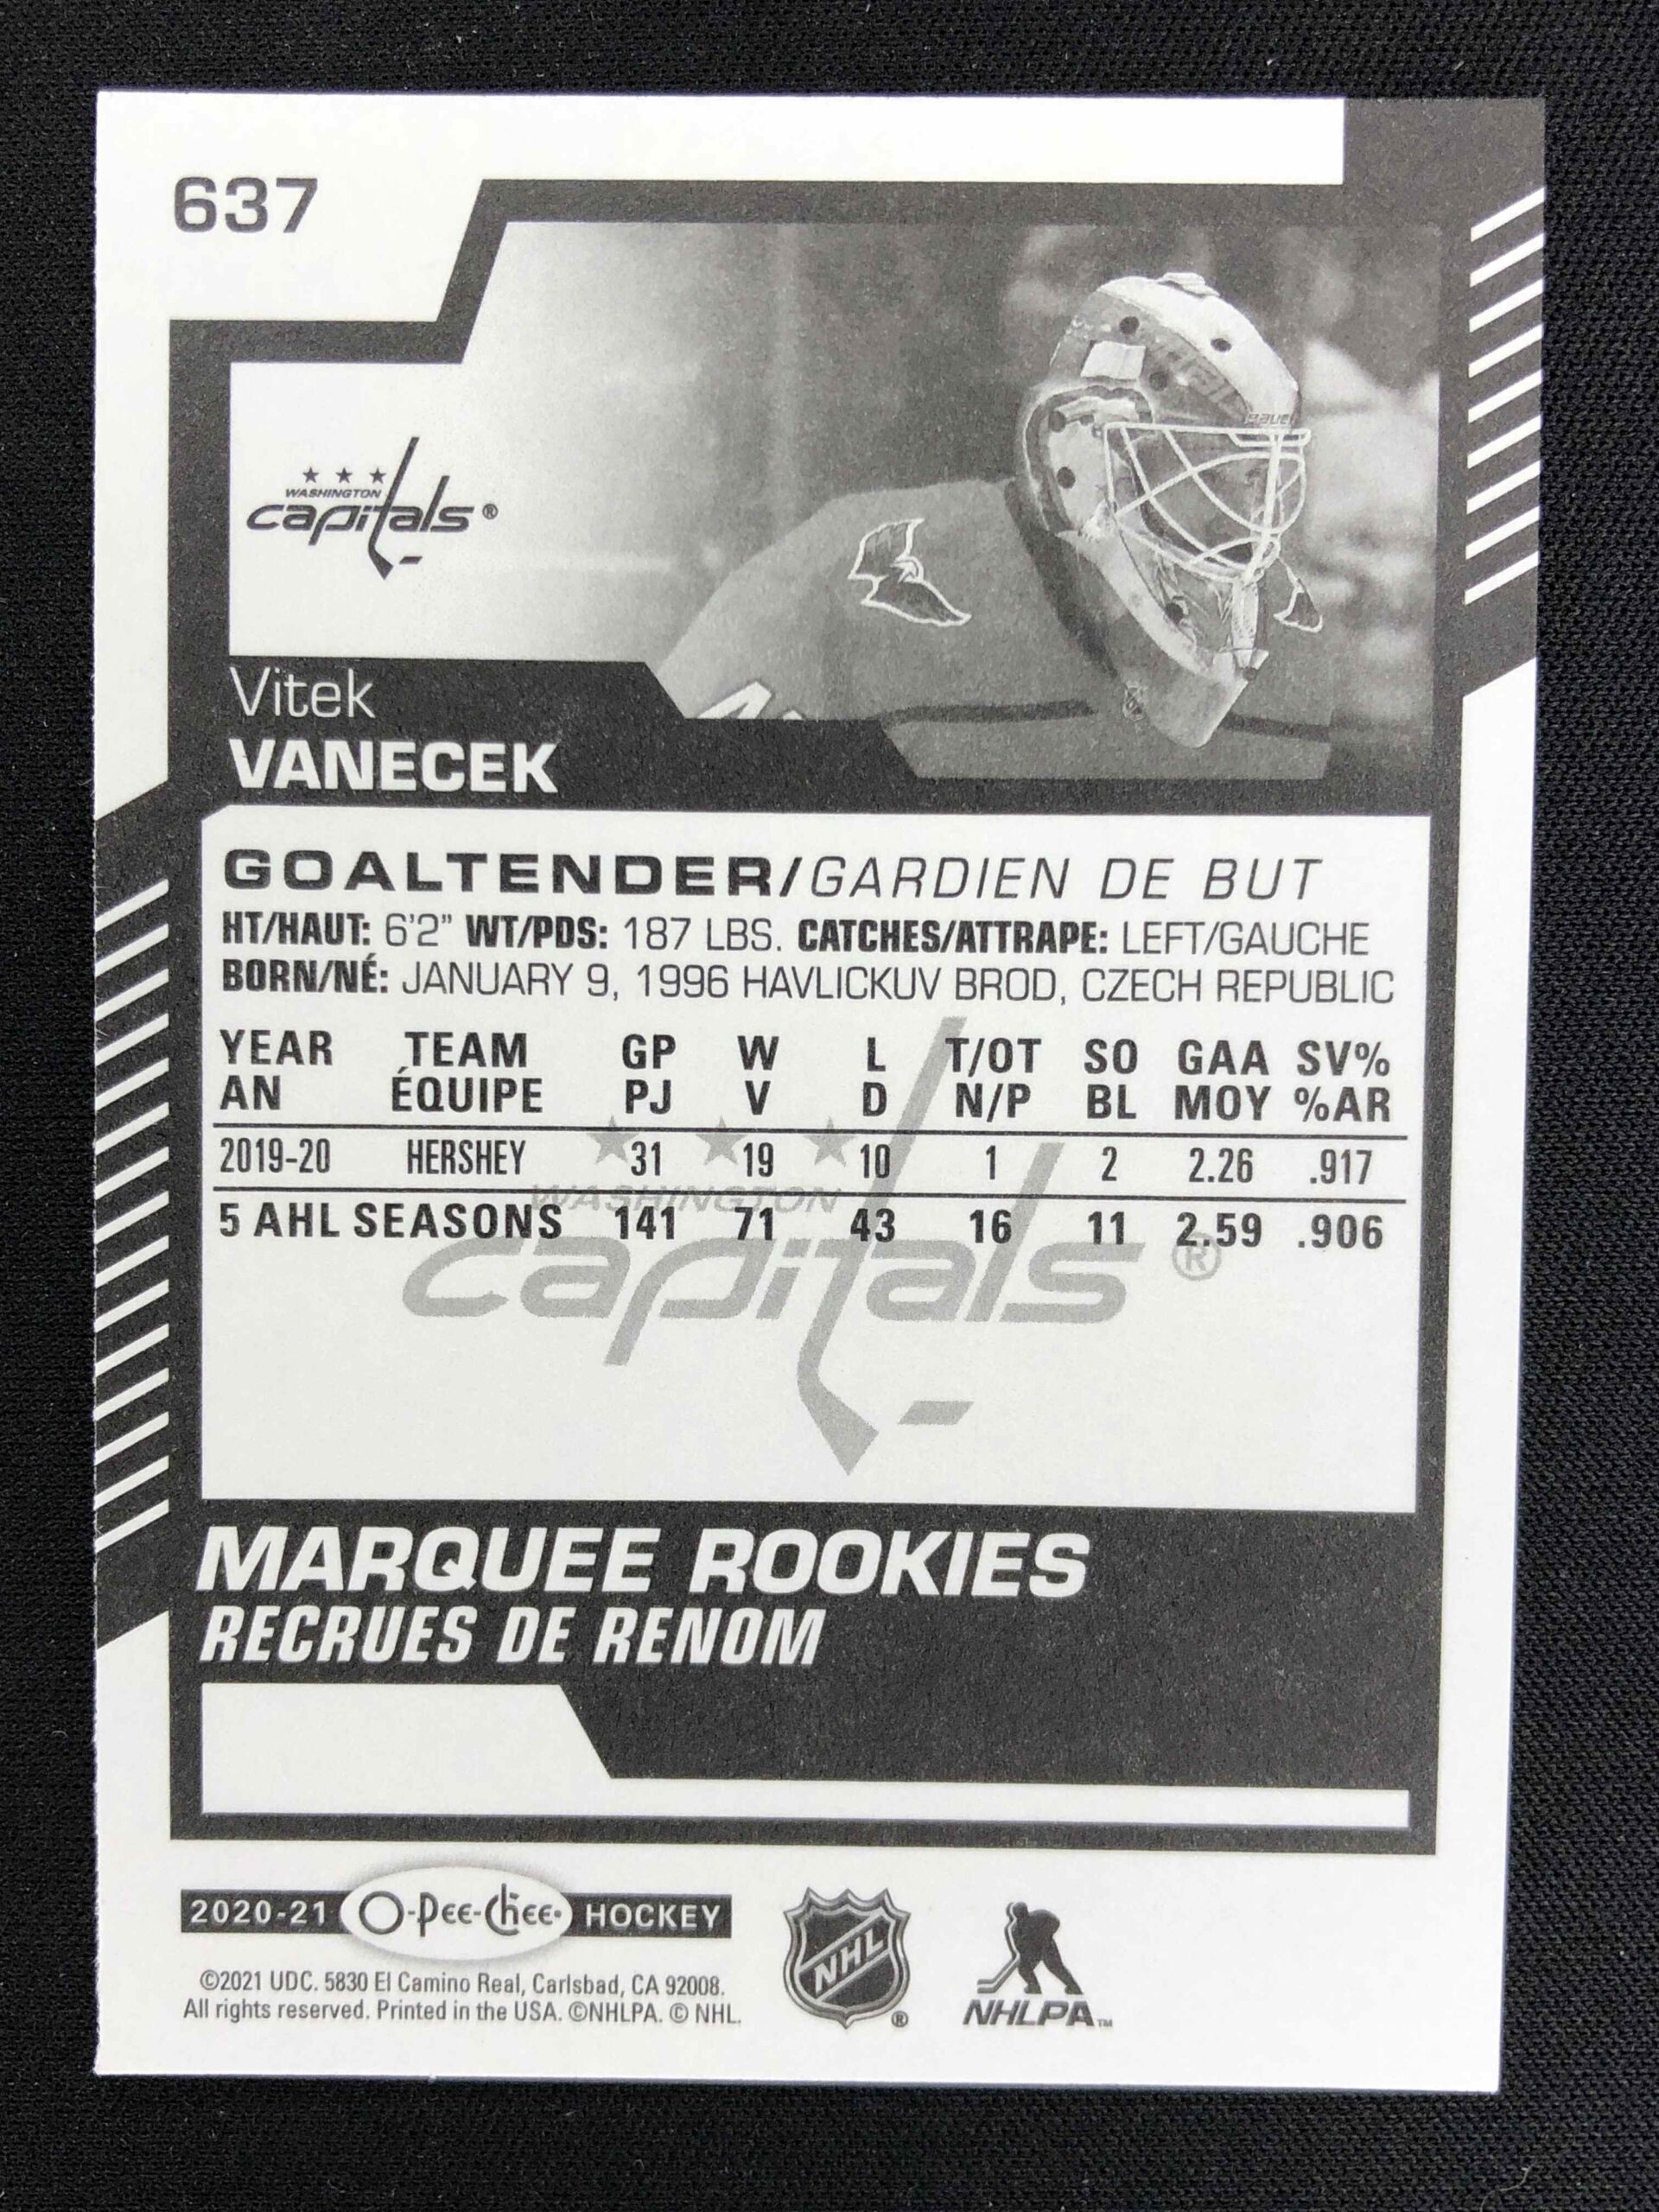 637
WASHINGTON
capitals®
Bauer
Vitek
VANECEK
GOALTENDER/GARDIEN DE BUT
HT/HAUT: 6'2" WT/PDS: 187 LBS. CATCHES/ATTRAPE: LEFT/GAUCHE
BORN/NÉ: JANUARY 9, 1996 HAVLICKUV BROD, CZECH REPUBLIC
YEAR TEAM GP W L T/OT SO GAA SV%
AN ÉQUIPE PJ V D N/P BL MOY %AR
2019-20 HERSHEY 31 19 10 1 2 2.26 .917
WASHINGTON
5 AHL SEASONS 141 71 43 16 11 2.59 .906
capitals®
MARQUEE ROOKIES
RECRUES DE RENOM
2020-21 O-Pee-Chee HOCKEY
©2021 UDC. 5830 El Camino Real, Carlsbad, CA 92008.
All rights reserved. Printed in the USA. ©NHLPA. © NHL.
NHL®
NHLPA™